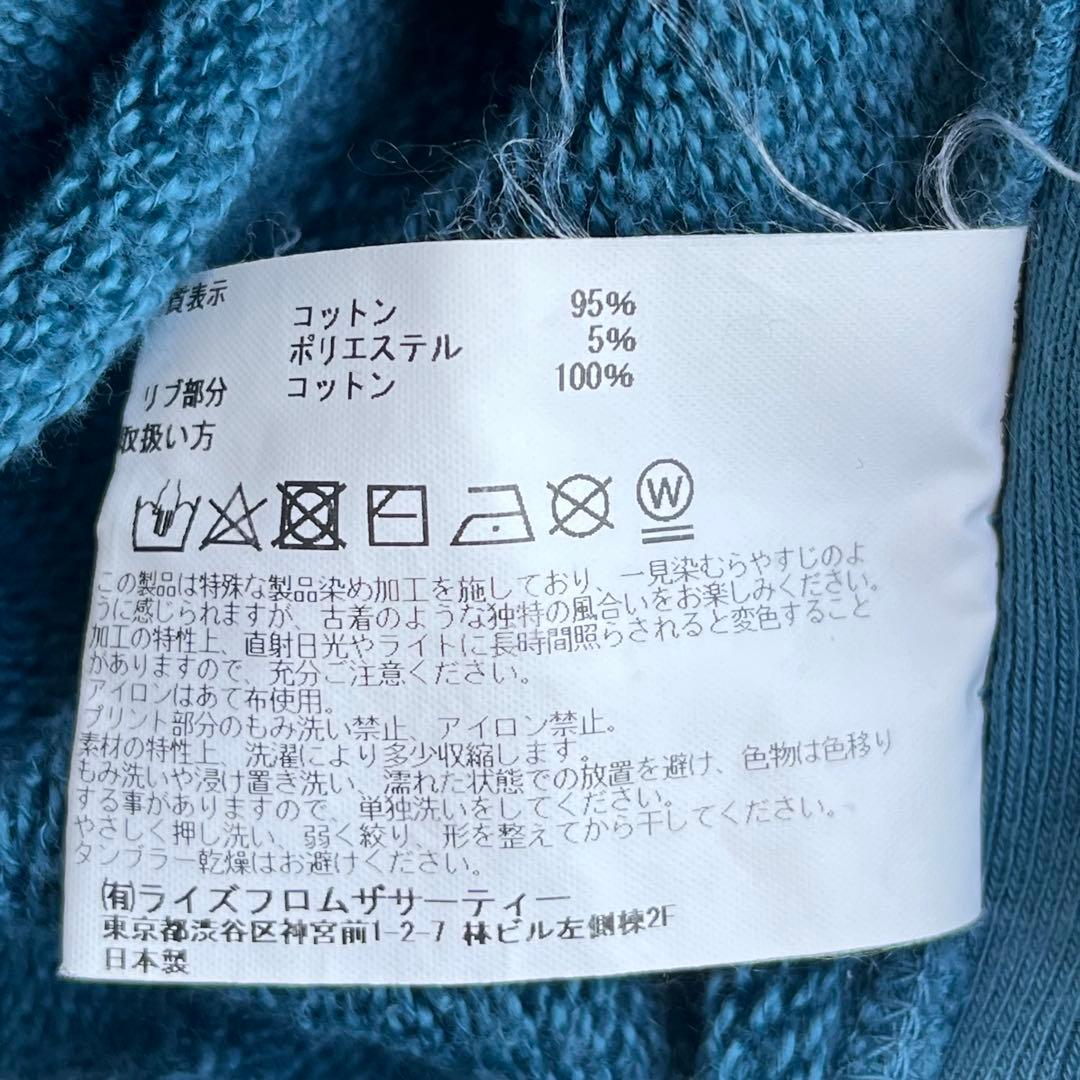 質表示
コットン 95%
ポリエステル 5%
リブ部分 コットン 100%
取扱い方
W
この製品は特殊な製品染め加工を施しており、一見染むらやすじのよ
うに感じられますが、古着のような独特の風合いをお楽しみください。
加工の特性上、直射日光やライトに長時間照らされると変色すること
がありますので、充分ご注意ください。
アイロンはあて布使用。
プリント部分のもみ洗い禁止、アイロン禁止。
素材の特性上、洗濯により多少収縮します。
もみ洗いや浸け置き洗い、濡れた状態での放置を避け、色物は色移り
する事がありますので、単独洗いをしてください。
やさしく押し洗い、弱く絞り、形を整えてから干してください。
タンブラー乾燥はお避けください。
㈲ライズフロムザサーティー
東京都渋谷区神宮前1-2-7 林ビル左側棟2F
日本製